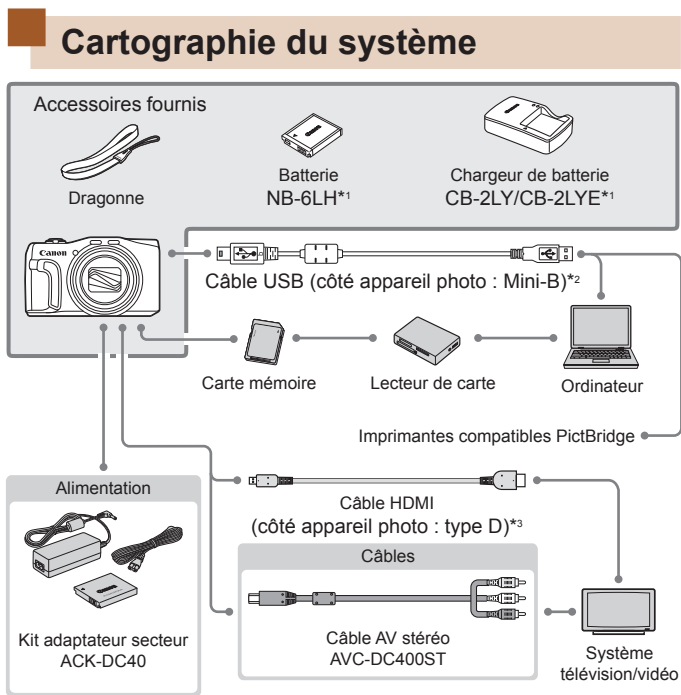 Cartographie du système
Accessoires fournis
Dragonne
Batterie
NB-6LH*1
Chargeur de batterie
CB-2LY/CB-2LYE*1
Canon
Câble USB (côté appareil photo : Mini-B)*2
Carte mémoire
Lecteur de carte
Ordinateur
Imprimantes compatibles PictBridge
Alimentation
Kit adaptateur secteur
ACK-DC40
Câble HDMI
(côté appareil photo : type D)*3
Câbles
Câble AV stéréo
AVC-DC400ST
Système
télévision/vidéo